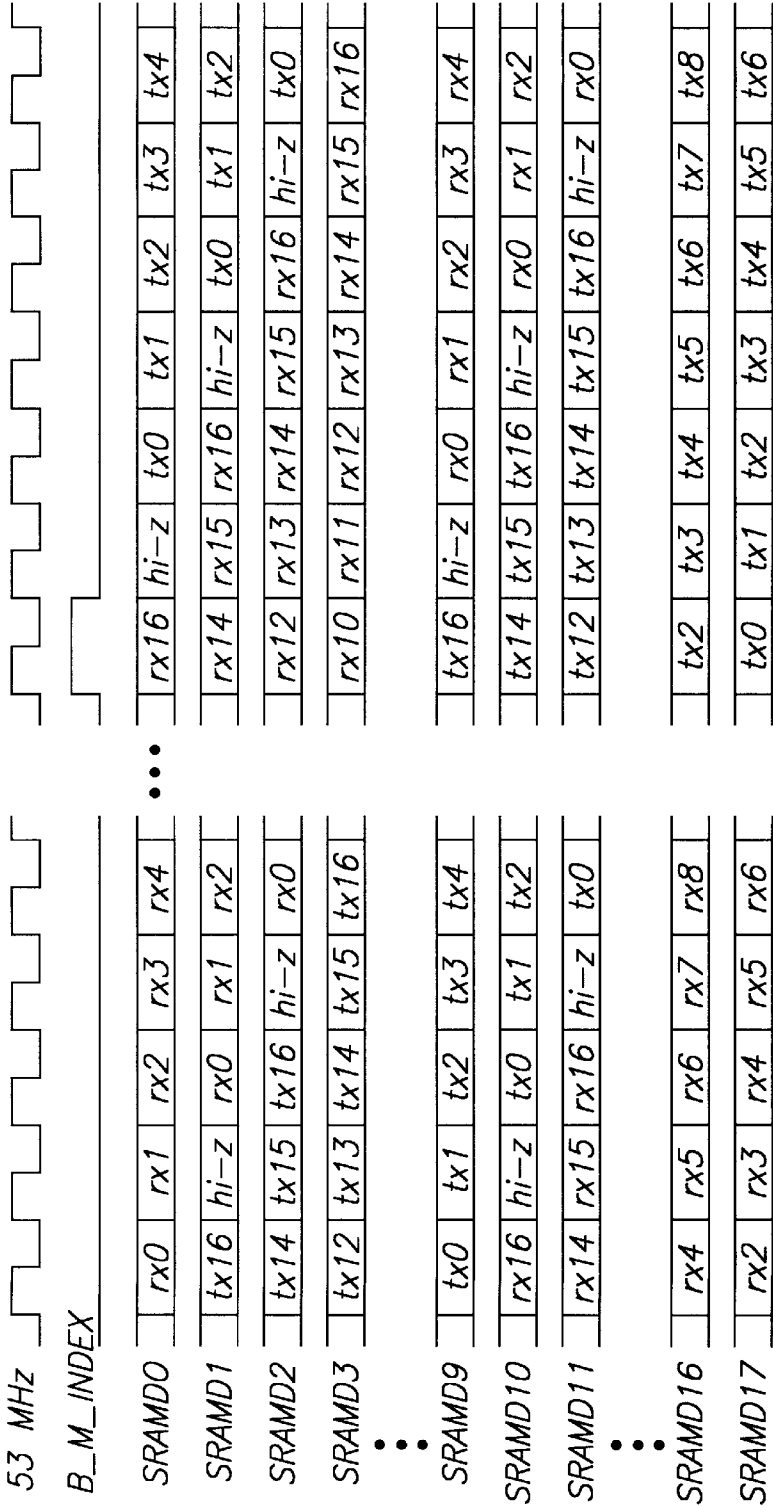 53 MHz
B_M_INDEX
SRAMD0 rx0 rx1 rx2 rx3 rx4 ••• rx16 hi-z tx0 tx1 tx2 tx3 tx4
SRAMD1 tx16 hi-z rx0 rx1 rx2 rx14 rx15 rx16 hi-z tx0 tx1 tx2
SRAMD2 tx14 tx15 tx16 hi-z rx0 rx12 rx13 rx14 rx15 rx16 hi-z tx0
SRAMD3 tx12 tx13 tx14 tx15 tx16 rx10 rx11 rx12 rx13 rx14 rx15 rx16
•••
SRAMD9 tx0 tx1 tx2 tx3 tx4 tx16 hi-z rx0 rx1 rx2 rx3 rx4
SRAMD10 rx16 hi-z tx0 tx1 tx2 tx14 tx15 tx16 hi-z rx0 rx1 rx2
SRAMD11 rx14 rx15 rx16 hi-z tx0 tx12 tx13 tx14 tx15 tx16 hi-z rx0
•••
SRAMD16 rx4 rx5 rx6 rx7 rx8 tx2 tx3 tx4 tx5 tx6 tx7 tx8
SRAMD17 rx2 rx3 rx4 rx5 rx6 tx0 tx1 tx2 tx3 tx4 tx5 tx6